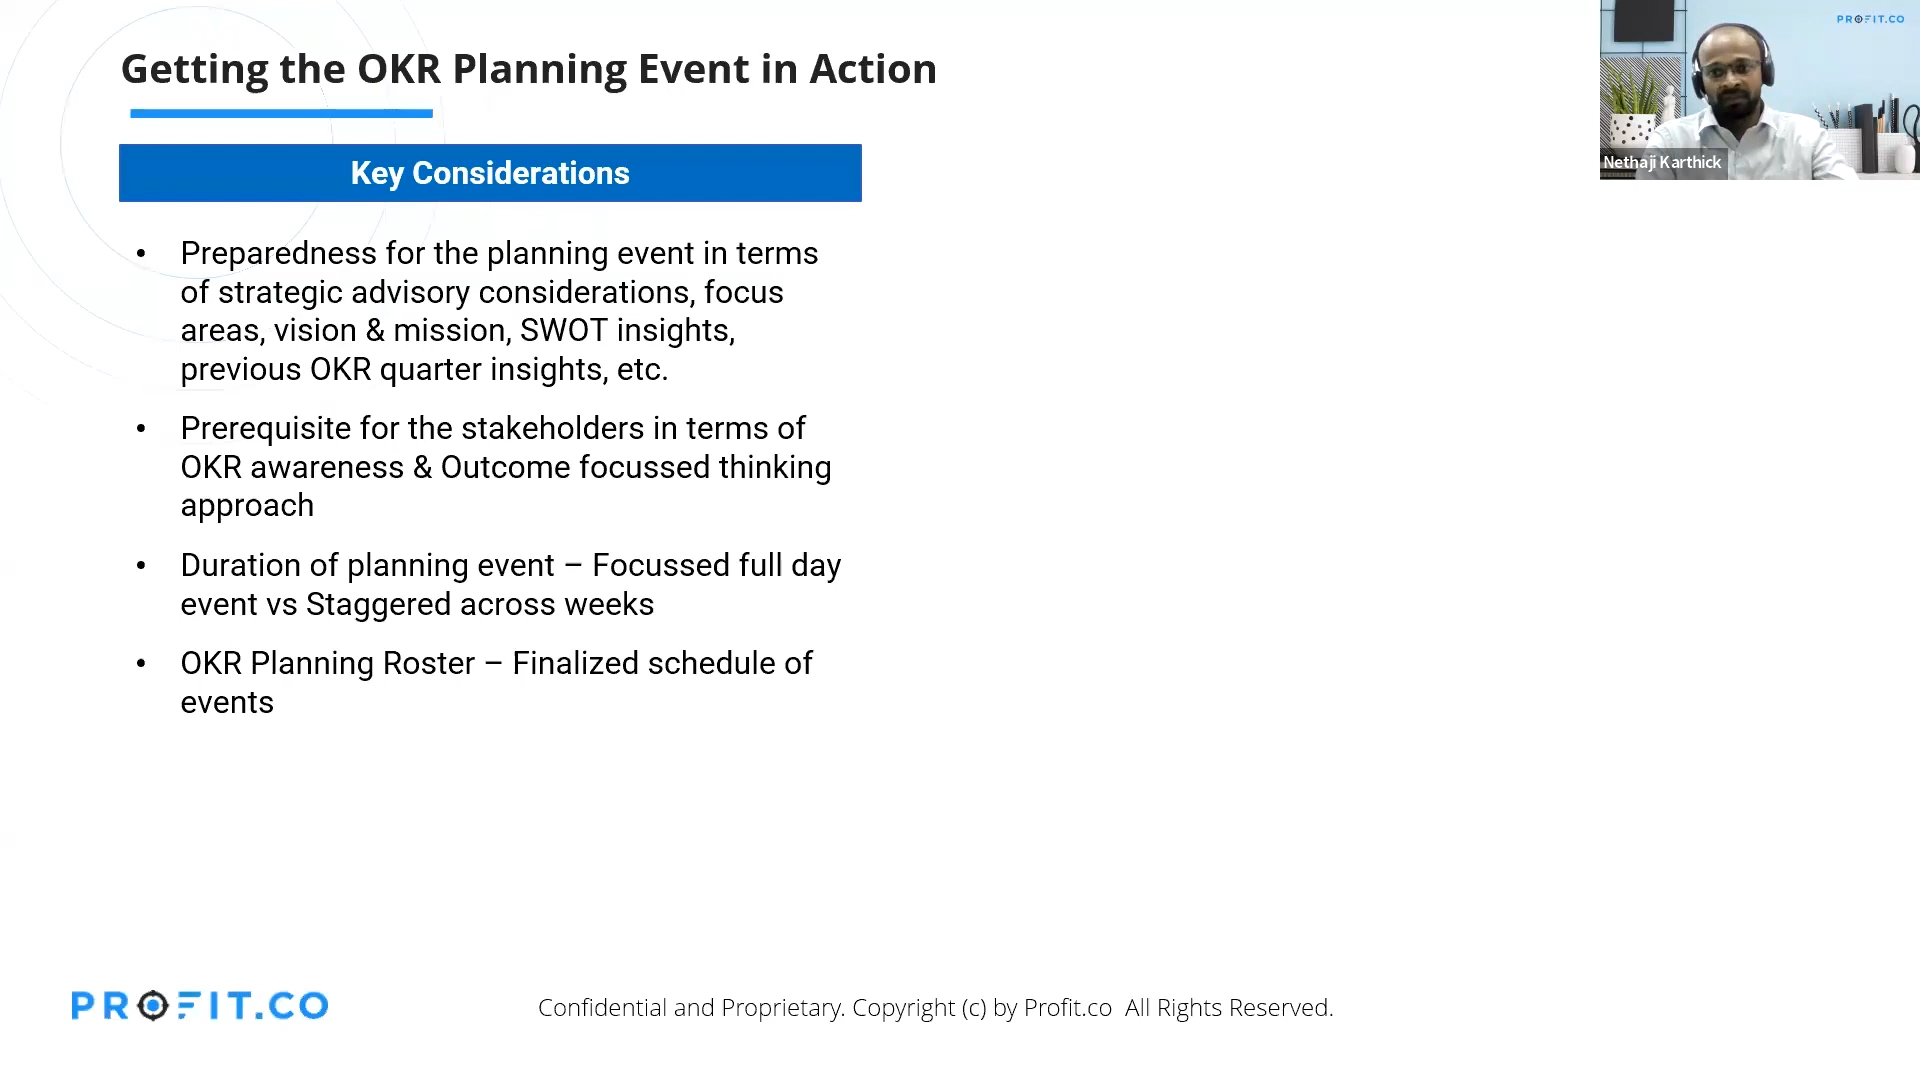 Getting the OKR Planning Event in Action
PROFIT.CO
Nethaji Karthick
Key Considerations
• Preparedness for the planning event in terms
of strategic advisory considerations, focus
areas, vision & mission, SWOT insights,
previous OKR quarter insights, etc.
• Prerequisite for the stakeholders in terms of
OKR awareness & Outcome focussed thinking
approach
• Duration of planning event – Focussed full day
event vs Staggered across weeks
• OKR Planning Roster – Finalized schedule of
events
PROFIT.CO
Confidential and Proprietary. Copyright (c) by Profit.co All Rights Reserved.